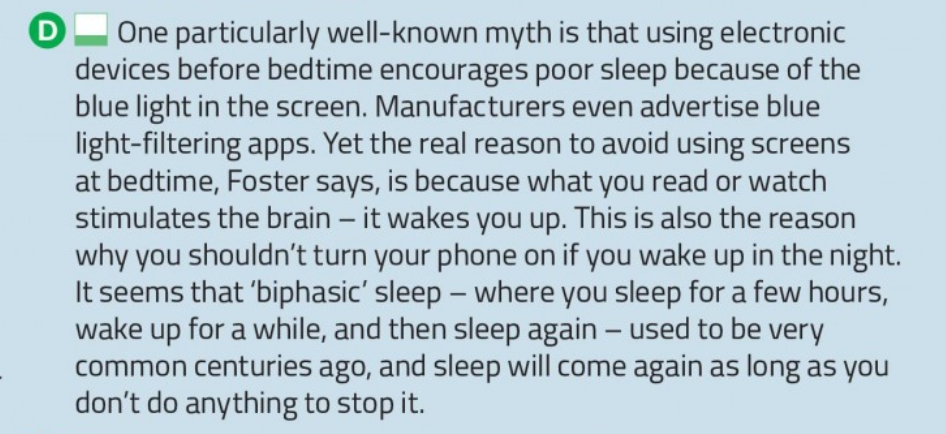 D One particularly well-known myth is that using electronic
devices before bedtime encourages poor sleep because of the
blue light in the screen. Manufacturers even advertise blue
light-filtering apps. Yet the real reason to avoid using screens
at bedtime, Foster says, is because what you read or watch
stimulates the brain – it wakes you up. This is also the reason
why you shouldn't turn your phone on if you wake up in the night.
It seems that 'biphasic' sleep – where you sleep for a few hours,
wake up for a while, and then sleep again – used to be very
common centuries ago, and sleep will come again as long as you
don't do anything to stop it.